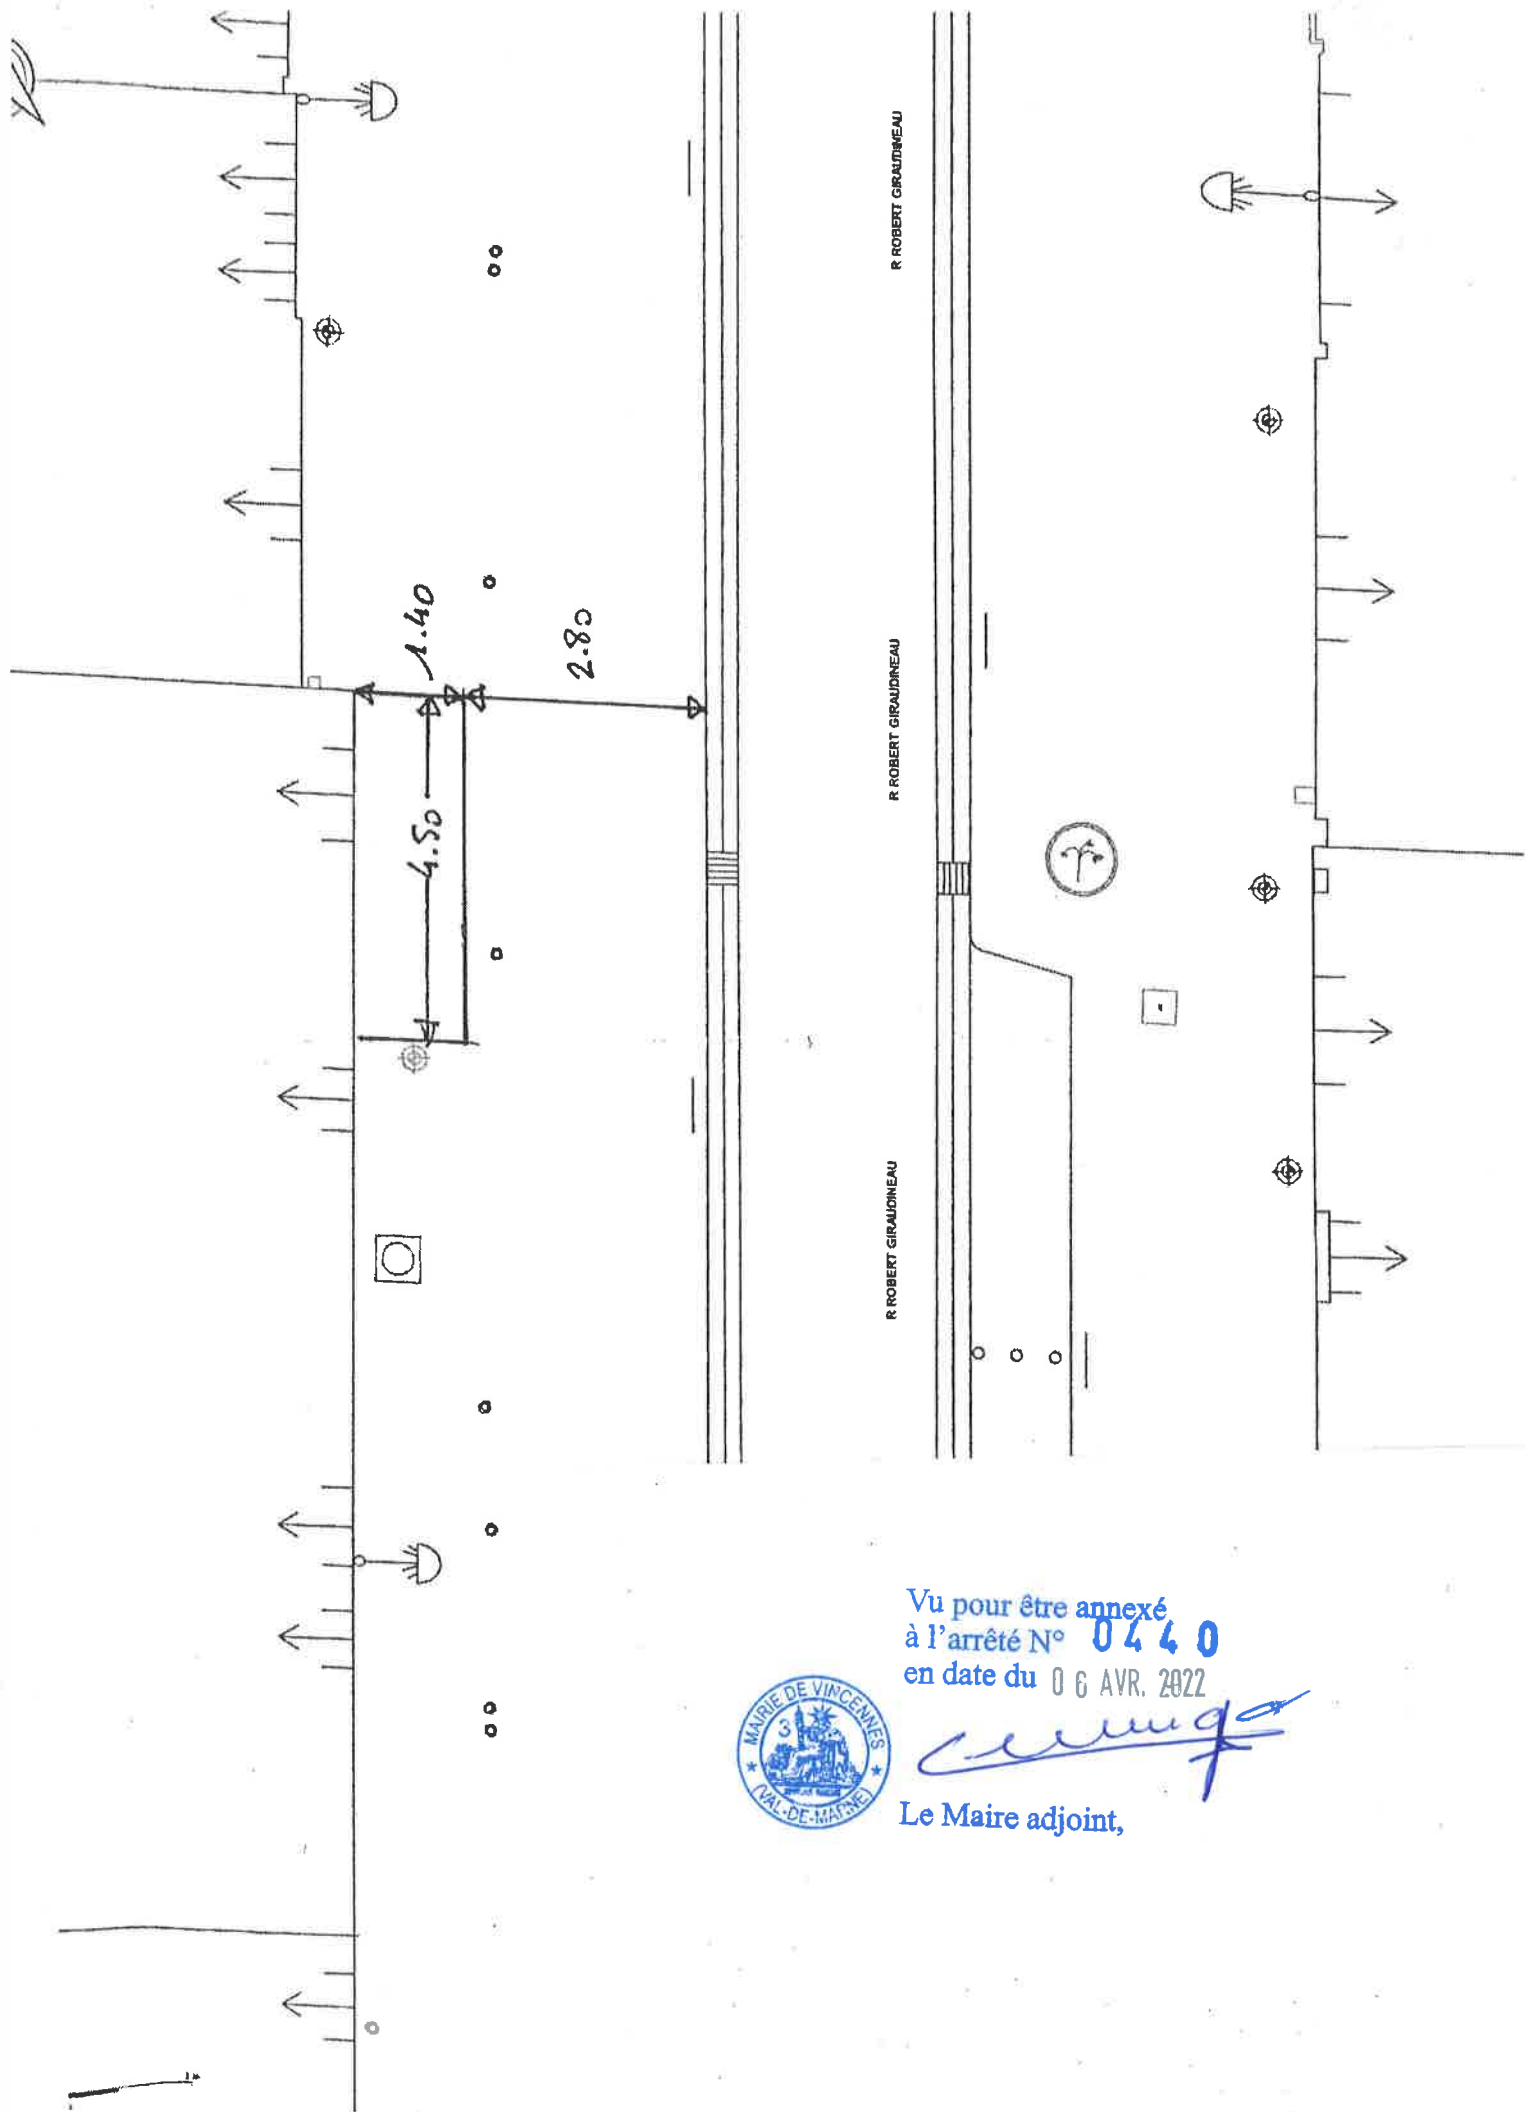 R ROBERT GIRAUDINEAU
1.40
2.80
R ROBERT GIRAUDINEAU
4.50
R ROBERT GIRAUDINEAU
Vu pour être annexé
à l'arrêté N° 0440
en date du 06 AVR. 2022
MAIRIE DE VINCENNES
(VAL-DE-MARNE)
Le Maire adjoint,